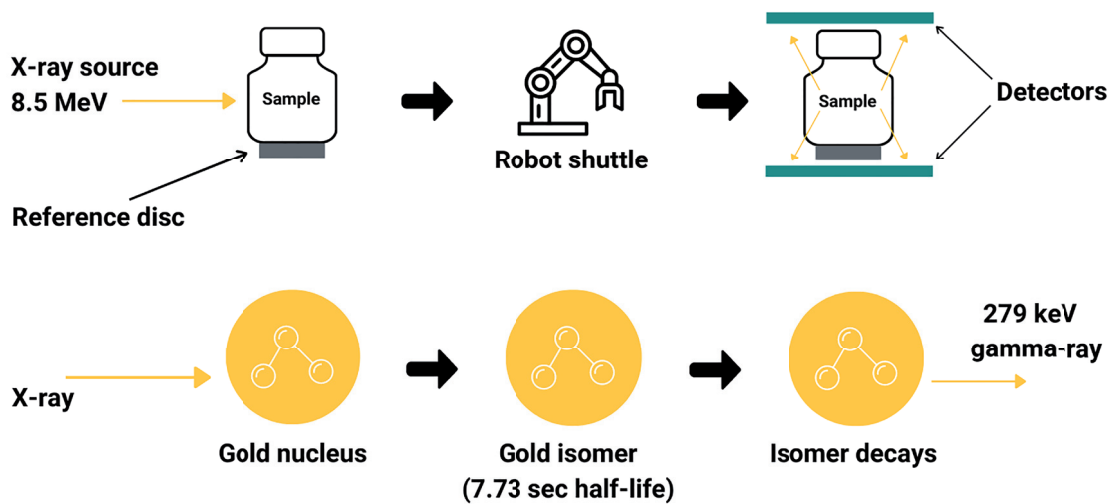 X-ray source
8.5 MeV
Sample
Reference disc
Robot shuttle
Sample
Detectors
X-ray
Gold nucleus
Gold isomer
(7.73 sec half-life)
Isomer decays
279 keV
gamma-ray